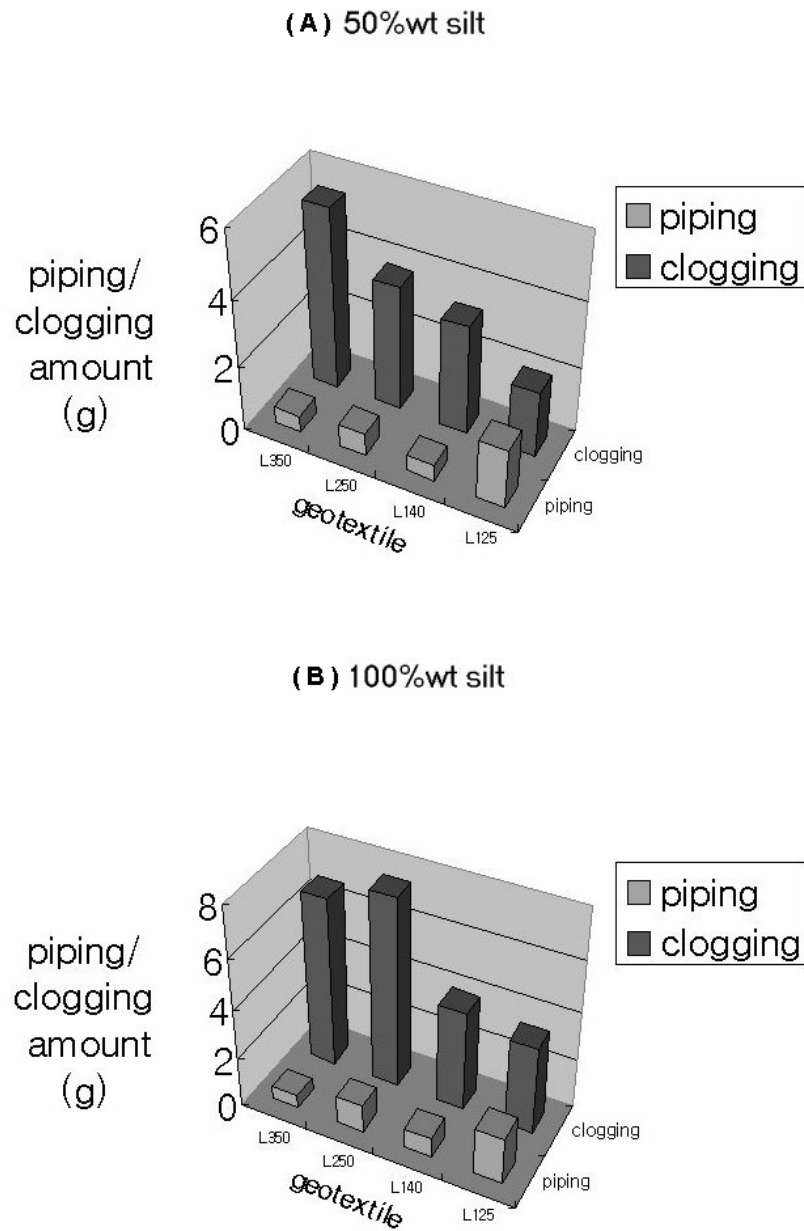 (A) 50%wt silt
piping/
clogging
amount
(g)
6
4
2
0
L350
L250
L140
L125
geotextile
clogging
piping
piping
clogging
(B) 100%wt silt
piping/
clogging
amount
(g)
8
6
4
2
0
L350
L250
L140
L125
geotextile
clogging
piping
piping
clogging